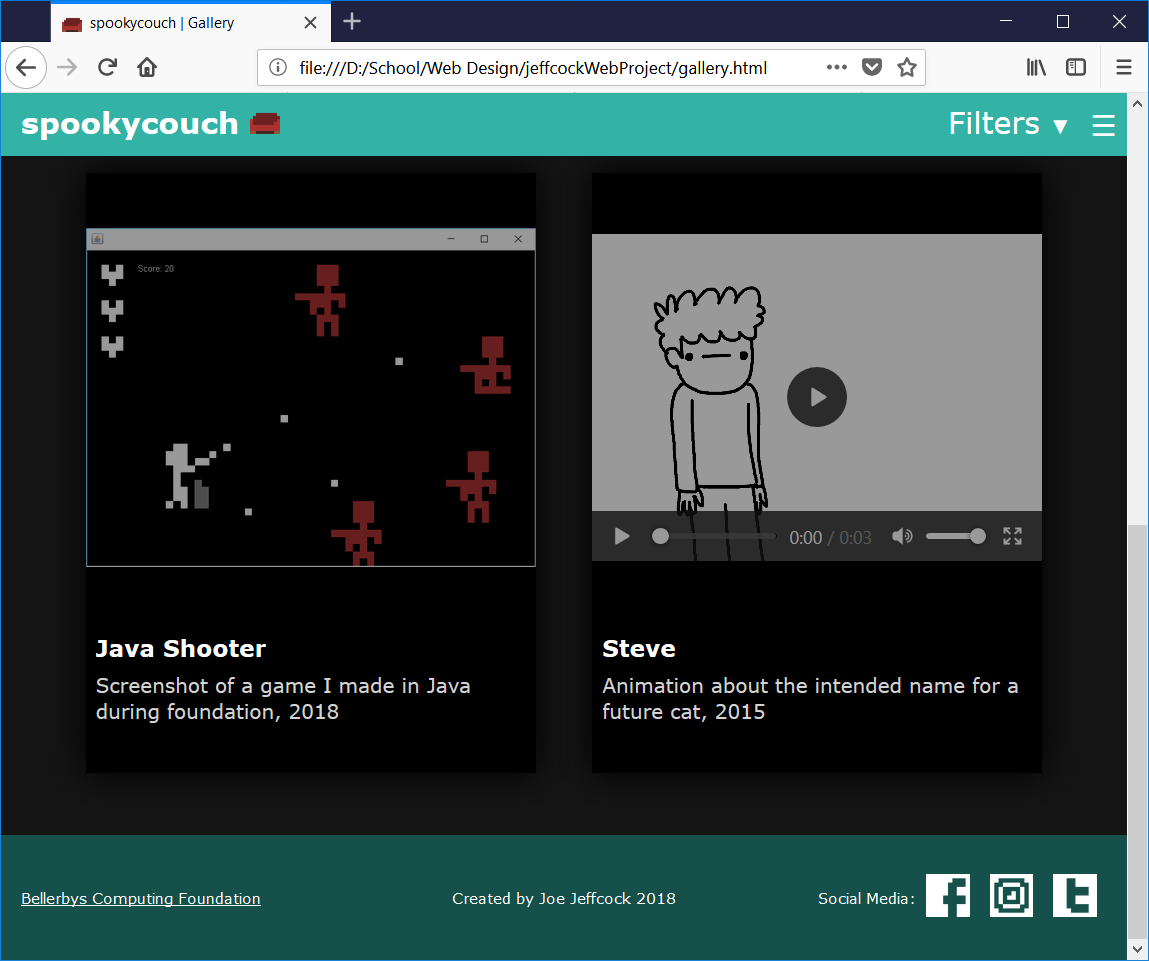 spookycouch | Gallery
file:///D:/School/Web Design/jeffcockWebProject/gallery.html
spookycouch
Filters ▼ ☰
Score: 20
0:00 / 0:03
Java Shooter
Screenshot of a game I made in Java
during foundation, 2018
Steve
Animation about the intended name for a
future cat, 2015
Bellerbys Computing Foundation
Created by Joe Jeffcock 2018
Social Media: